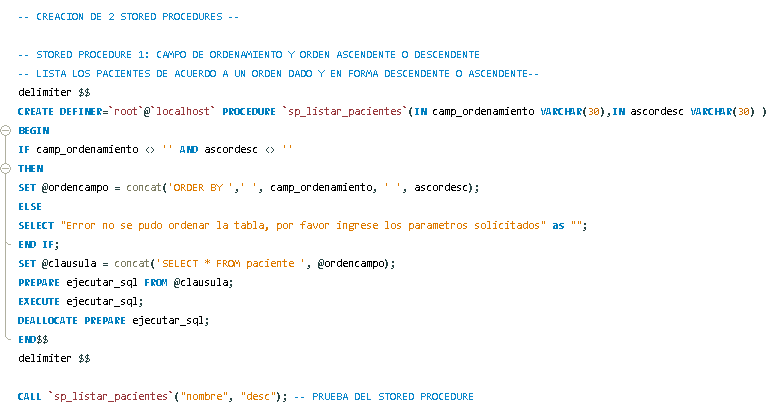 -- CREACION DE 2 STORED PROCEDURES --
-- STORED PROCEDURE 1: CAMPO DE ORDENAMIENTO Y ORDEN ASCENDENTE O DESCENDENTE
-- LISTA LOS PACIENTES DE ACUERDO A UN ORDEN DADO Y EN FORMA DESCENDENTE O ASCENDENTE--
delimiter $$
CREATE DEFINER=`root`@`localhost` PROCEDURE `sp_listar_pacientes`(IN camp_ordenamiento VARCHAR(30),IN ascordesc VARCHAR(30) )
BEGIN
IF camp_ordenamiento <> '' AND ascordesc <> ''
THEN
SET @ordencampo = concat('ORDER BY ',' ', camp_ordenamiento, ' ', ascordesc);
ELSE
SELECT "Error no se pudo ordenar la tabla, por favor ingrese los parametros solicitados" as "";
END IF;
SET @clausula = concat('SELECT * FROM paciente ', @ordencampo);
PREPARE ejecutar_sql FROM @clausula;
EXECUTE ejecutar_sql;
DEALLOCATE PREPARE ejecutar_sql;
END$$
delimiter $$
CALL `sp_listar_pacientes`("nombre", "desc"); -- PRUEBA DEL STORED PROCEDURE